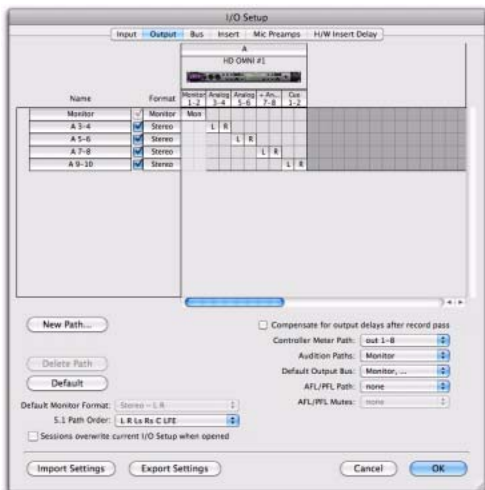 I/O Setup
Input Output Bus Insert Mic Preamps H/W Insert Delay
A
HD OMNI #1
Name Format Monitor 1-2 Analog 3-4 Analog 5-6 + An... 7-8 Cue 1-2
Monitor Monitor Mon
A 3-4 Stereo L R
A 5-6 Stereo L R
A 7-8 Stereo L R
A 9-10 Stereo L R
New Path...
Compensate for output delays after record pass
Controller Meter Path: out 1-8
Audition Paths: Monitor
Delete Path
Default Output Bus: Monitor, ...
Default
AFL/PFL Path: none
Default Monitor Format: Stereo - L R
AFL/PFL Mutes: none
5.1 Path Order: L R Ls Rs C LFE
Sessions overwrite current I/O Setup when opened
Import Settings Export Settings Cancel OK